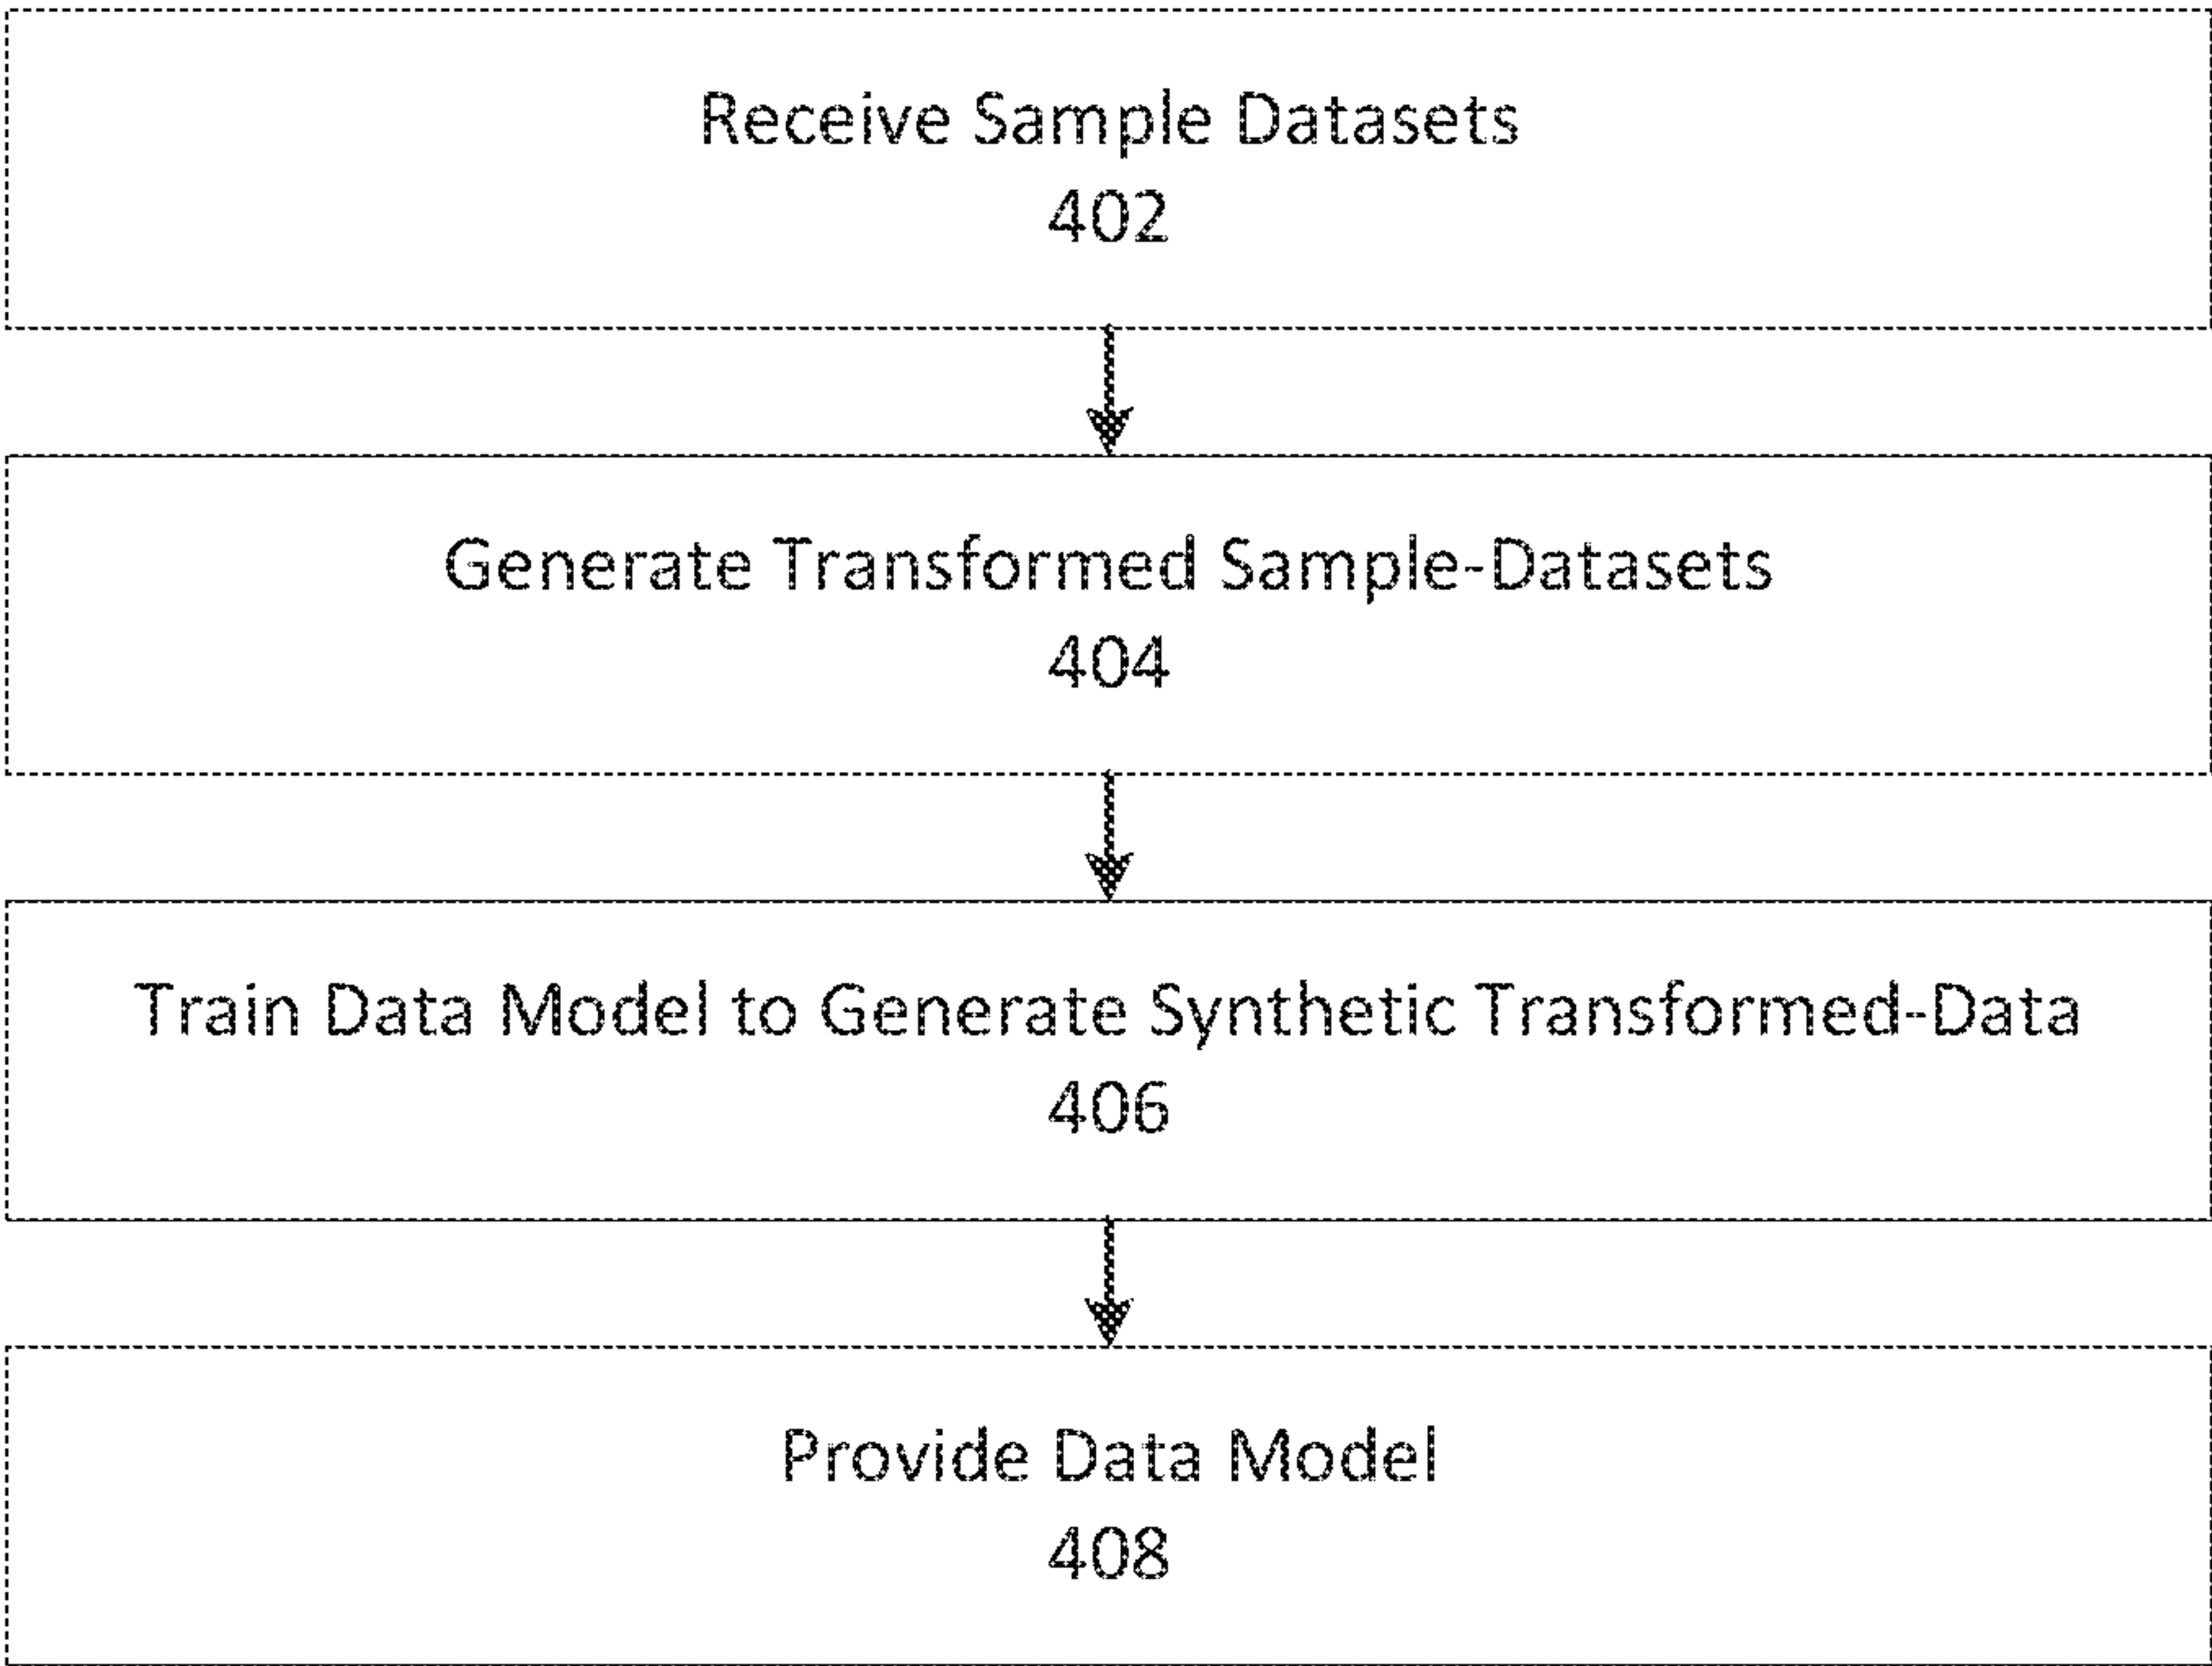 Receive Sample Datasets
402
Generate Transformed Sample-Datasets
404
Train Data Model to Generate Synthetic Transformed-Data
406
Provide Data Model
408